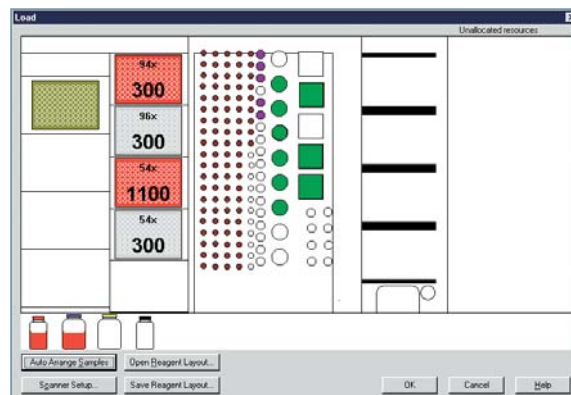 Load
Unallocated resources
94x
300
96x
300
54x
1100
54x
300
Auto Arrange Samples
Open Reagent Layout...
Scanner Setup...
Save Reagent Layout...
OK
Cancel
Help